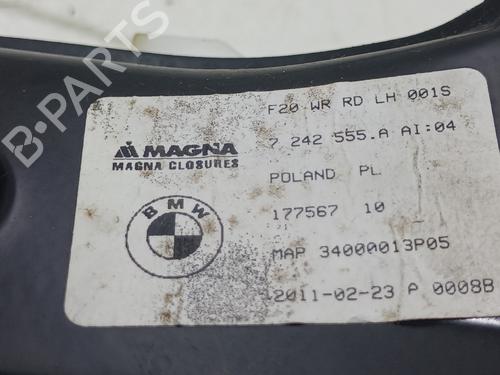 F20 WR RD LH 001S
7 242 555.A AI:04
MAGNA
MAGNA CLOSURES
POLAND PL
BMW
177567 10
MAP 34000013P05
2011-02-23 A 0008B
B-PARTS